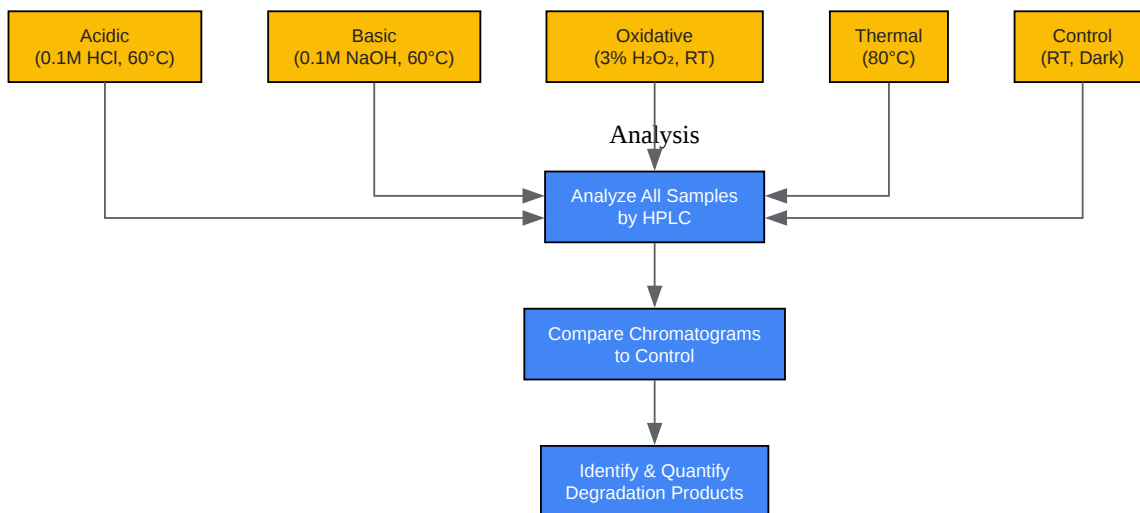 Acidic
(0.1M HCl, 60°C)
Basic
(0.1M NaOH, 60°C)
Oxidative
(3% H₂O₂, RT)
Thermal
(80°C)
Control
(RT, Dark)
Analysis
Analyze All Samples
by HPLC
Compare Chromatograms
to Control
Identify & Quantify
Degradation Products